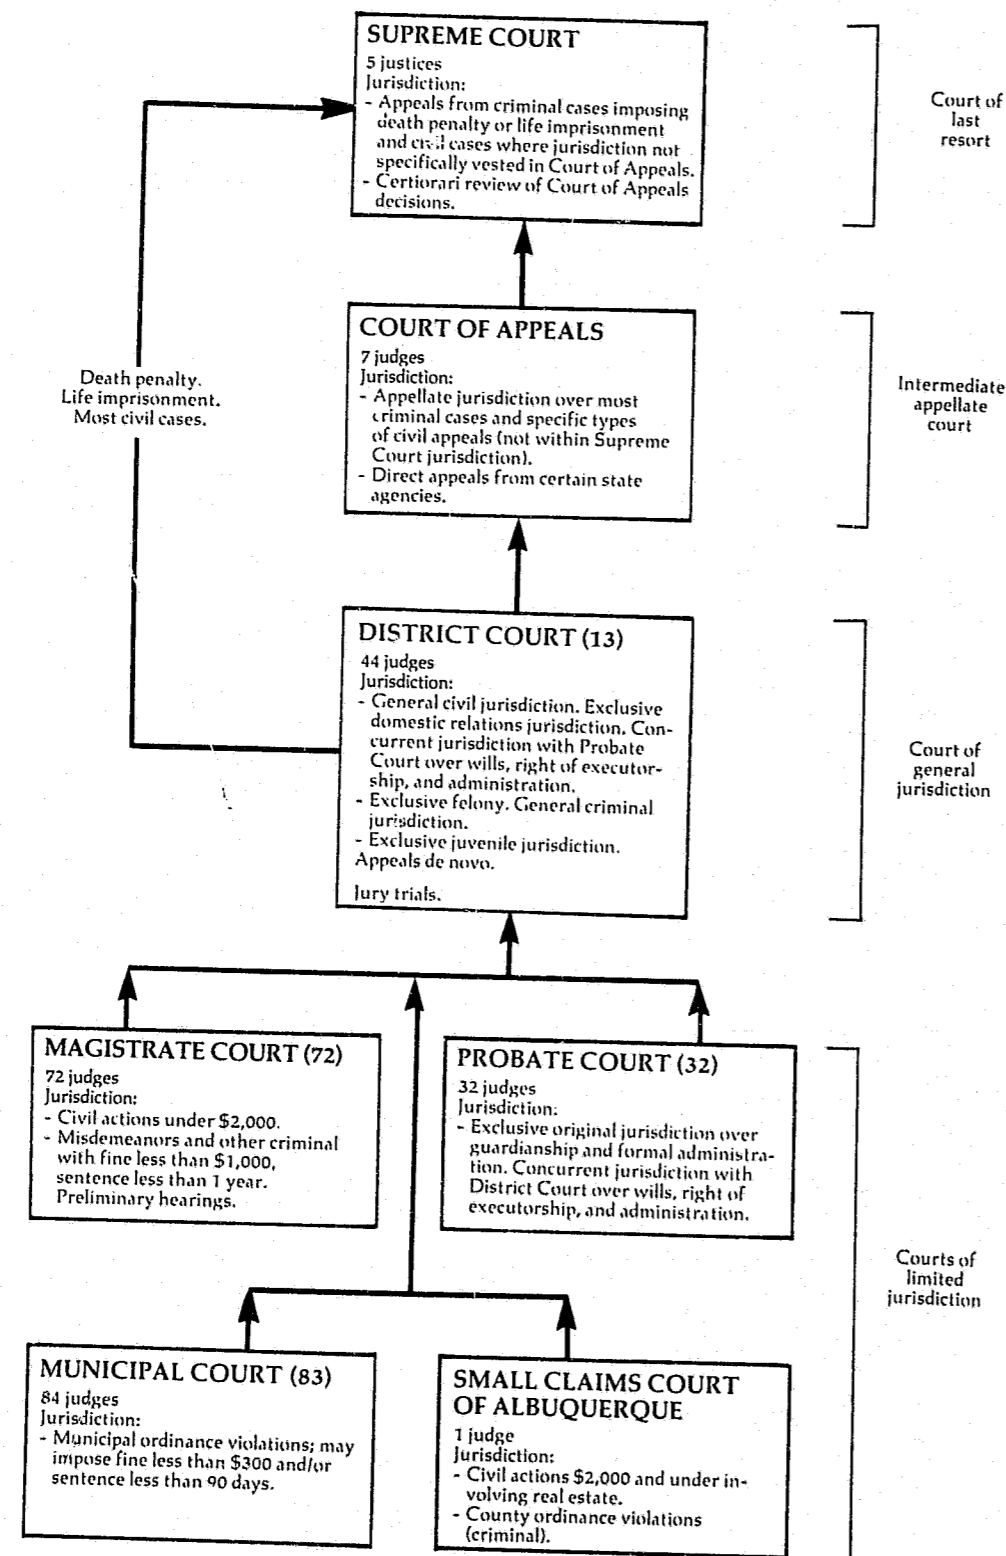 SUPREME COURT
5 justices
Jurisdiction:
- Appeals from criminal cases imposing
death penalty or life imprisonment
and civil cases where jurisdiction not
specifically vested in Court of Appeals.
- Certiorari review of Court of Appeals
decisions.
Court of
last
resort
COURT OF APPEALS
7 judges
Jurisdiction:
- Appellate jurisdiction over most
criminal cases and specific types
of civil appeals (not within Supreme
Court jurisdiction).
- Direct appeals from certain state
agencies.
Intermediate
appellate
court
Death penalty.
Life imprisonment.
Most civil cases.
DISTRICT COURT (13)
44 judges
Jurisdiction:
- General civil jurisdiction. Exclusive
domestic relations jurisdiction. Con-
current jurisdiction with Probate
Court over wills, right of executor-
ship, and administration.
- Exclusive felony. General criminal
jurisdiction.
- Exclusive juvenile jurisdiction.
Appeals de novo.
Jury trials.
Court of
general
jurisdiction
MAGISTRATE COURT (72)
72 judges
Jurisdiction:
- Civil actions under $2,000.
- Misdemeanors and other criminal
with fine less than $1,000,
sentence less than 1 year.
Preliminary hearings.
PROBATE COURT (32)
32 judges
Jurisdiction:
- Exclusive original jurisdiction over
guardianship and formal administra-
tion. Concurrent jurisdiction with
District Court over wills, right of
executorship, and administration.
Courts of
limited
jurisdiction
MUNICIPAL COURT (83)
84 judges
Jurisdiction:
- Municipal ordinance violations; may
impose fine less than $300 and/or
sentence less than 90 days.
SMALL CLAIMS COURT
OF ALBUQUERQUE
1 judge
Jurisdiction:
- Civil actions $2,000 and under in-
volving real estate.
- County ordinance violations
(criminal).